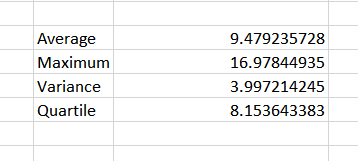 Average 9.479235728
Maximum 16.97844935
Variance 3.997214245
Quartile 8.153643383